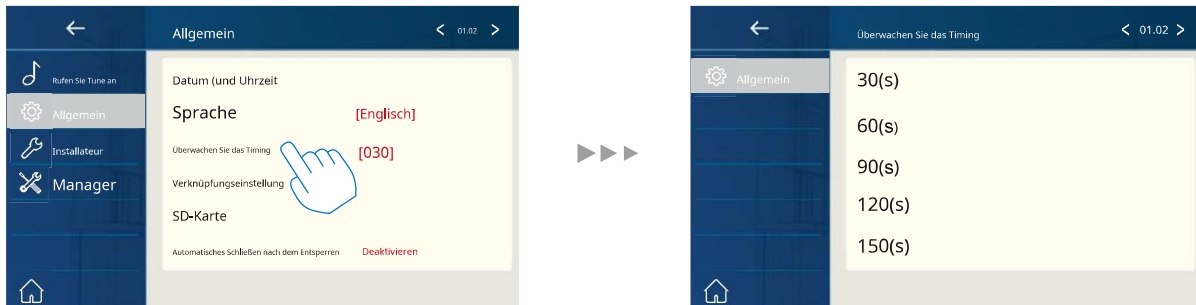 Allgemein
< 01.02 >
Rufen Sie Tune an
Allgemein
Installateur
Manager
Datum (und Uhrzeit
Sprache [Englisch]
Überwachen Sie das Timing [030]
Verknüpfungseinstellung
SD-Karte
Automatisches Schließen nach dem Entsperren Deaktivieren
Überwachen Sie das Timing
< 01.02 >
Allgemein
30(s)
60(s)
90(s)
120(s)
150(s)